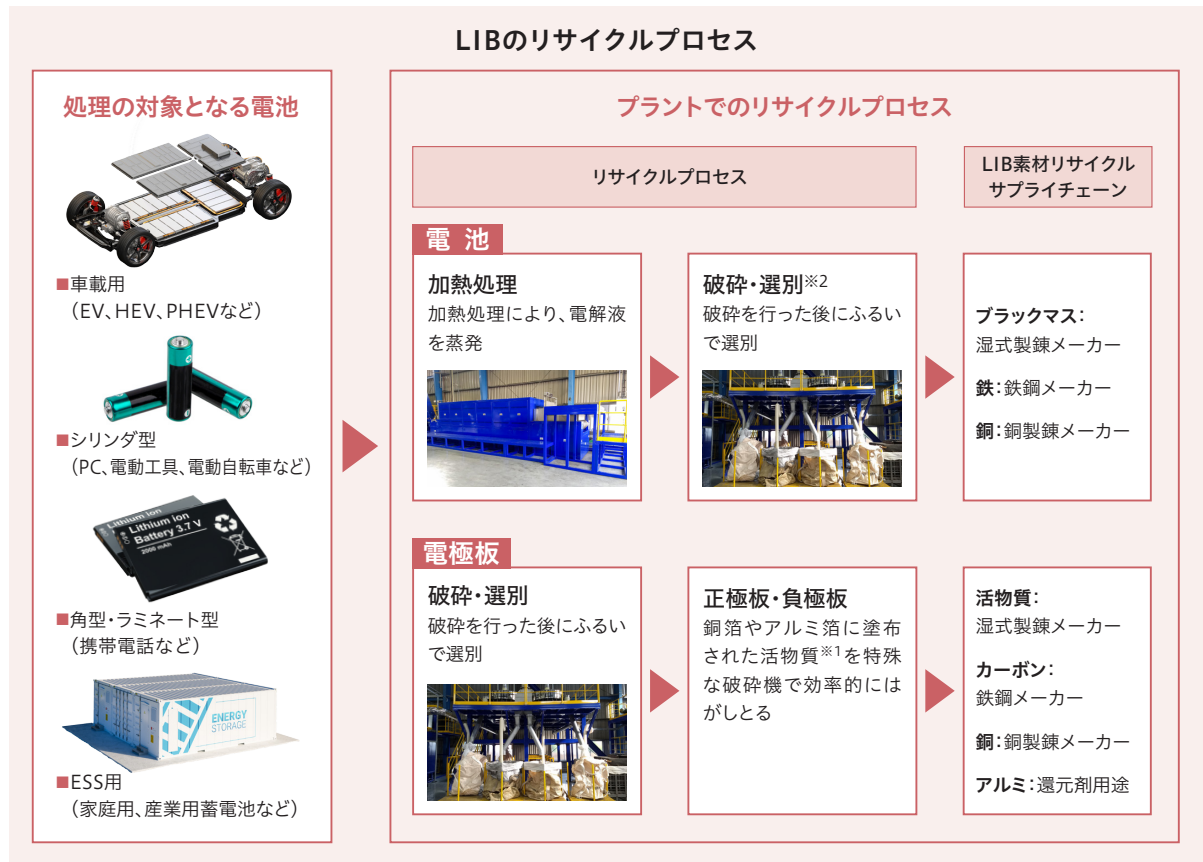 LIBのリサイクルプロセス
処理の対象となる電池
■車載用
（EV、HEV、PHEVなど）
■シリンダ型
（PC、電動工具、電動自転車など）
Lithium ion
Lithium ion
Battery 3.7 V
2000 mAh
■角型・ラミネート型
（携帯電話など）
ENERGY
STORAGE
■ESS用
（家庭用、産業用蓄電池など）
プラントでのリサイクルプロセス
リサイクルプロセス
LIB素材リサイクル
サプライチェーン
電 池
加熱処理
加熱処理により、電解液
を蒸発
破砕・選別※2
破砕を行った後にふるい
で選別
ブラックマス：
湿式製錬メーカー
鉄：鉄鋼メーカー
銅：銅製錬メーカー
電極板
破砕・選別
破砕を行った後にふるい
で選別
正極板・負極板
銅箔やアルミ箔に塗布
された活物質※1を特殊
な破砕機で効率的には
がしとる
活物質：
湿式製錬メーカー
カーボン：
鉄鋼メーカー
銅：銅製錬メーカー
アルミ：還元剤用途